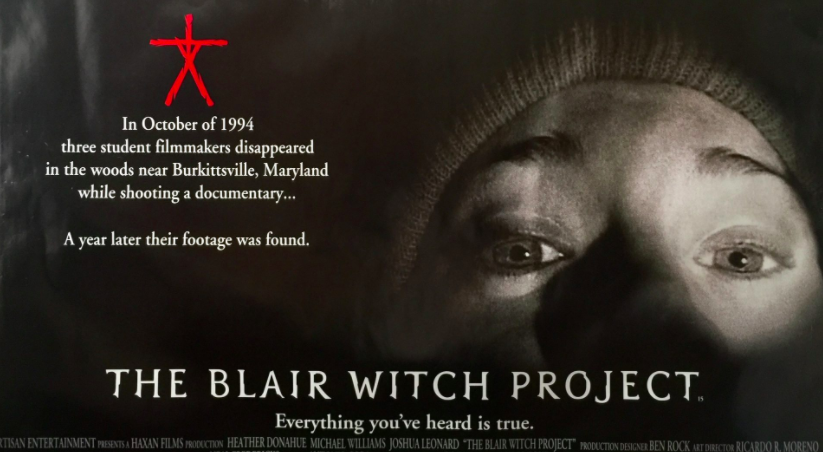 In October of 1994
three student filmmakers disappeared
in the woods near Burkittsville, Maryland
while shooting a documentary...
A year later their footage was found.
THE BLAIR WITCH PROJECT
Everything you've heard is true.
ENTERTAINMENT PRESENTS A HAXAN FILMS PRODUCTION HEATHER DONAHUE MICHAEL WILLIAMS JOSHUA LEONARD "THE BLAIR WITCH PROJECT" PRODUCTION DESIGNER BEN ROCK ART DIRECTOR RICARDO R. MORENO